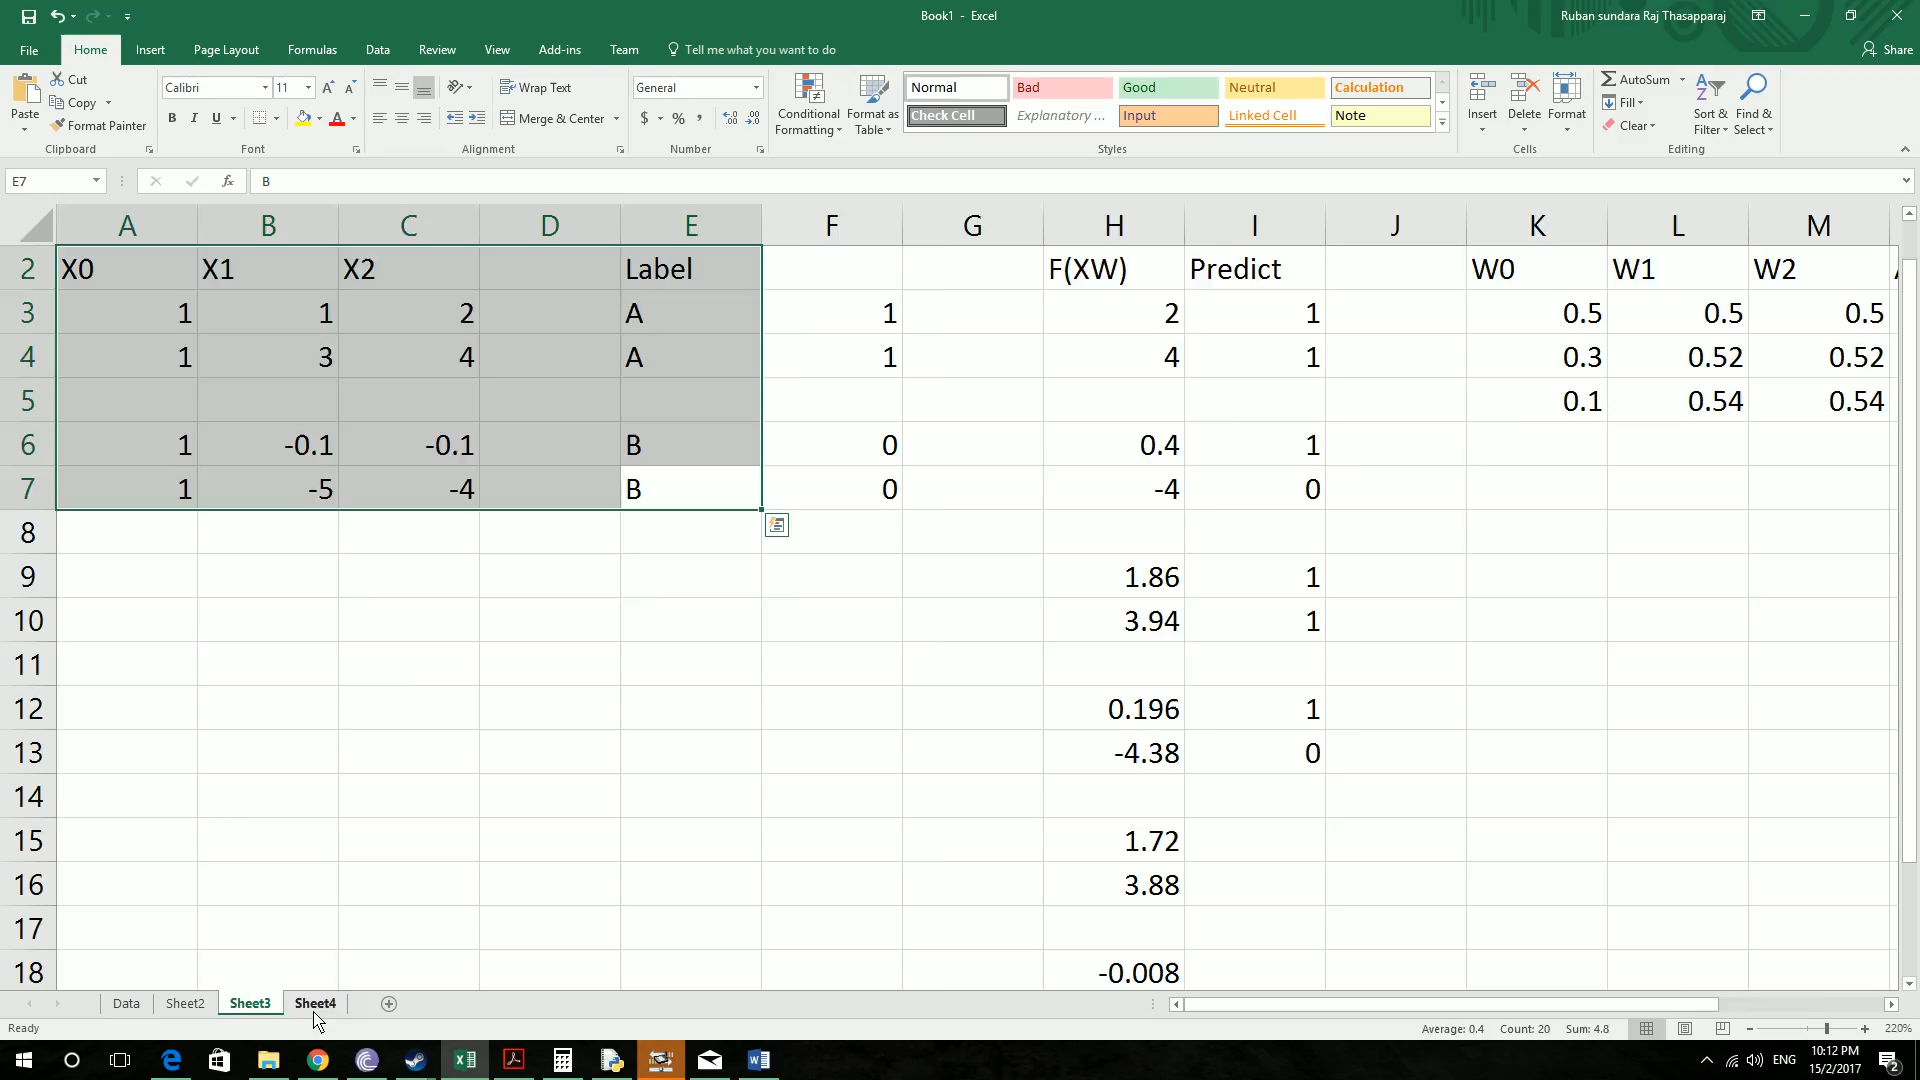 Book1 - Excel
Ruban sundara Raj Thasapparaj
File Home Insert Page Layout Formulas Data Review View Add-ins Team Tell me what you want to do Share
Paste
Cut
Copy
Format Painter
Clipboard
Calibri 11 A A
B I U A
Font
Wrap Text
Merge & Center
Alignment
General
$ % ,
Number
Conditional Formatting
Format as Table
Normal Bad Good Neutral Calculation
Check Cell Explanatory ... Input Linked Cell Note
Styles
Insert Delete Format
Cells
AutoSum
Fill
Clear
Sort & Filter
Find & Select
Editing
E7 fx B
A B C D E F G H I J K L M
2 X0 X1 X2 Label F(XW) Predict W0 W1 W2
3 1 1 2 A 1 2 1 0.5 0.5 0.5
4 1 3 4 A 1 4 1 0.3 0.52 0.52
5 0.1 0.54 0.54
6 1 -0.1 -0.1 B 0 0.4 1
7 1 -5 -4 B 0 -4 0
8
9 1.86 1
10 3.94 1
11
12 0.196 1
13 -4.38 0
14
15 1.72
16 3.88
17
18 -0.008
Data Sheet2 Sheet3 Sheet4
Ready Average: 0.4 Count: 20 Sum: 4.8 220%
ENG
10:12 PM
15/2/2017
2